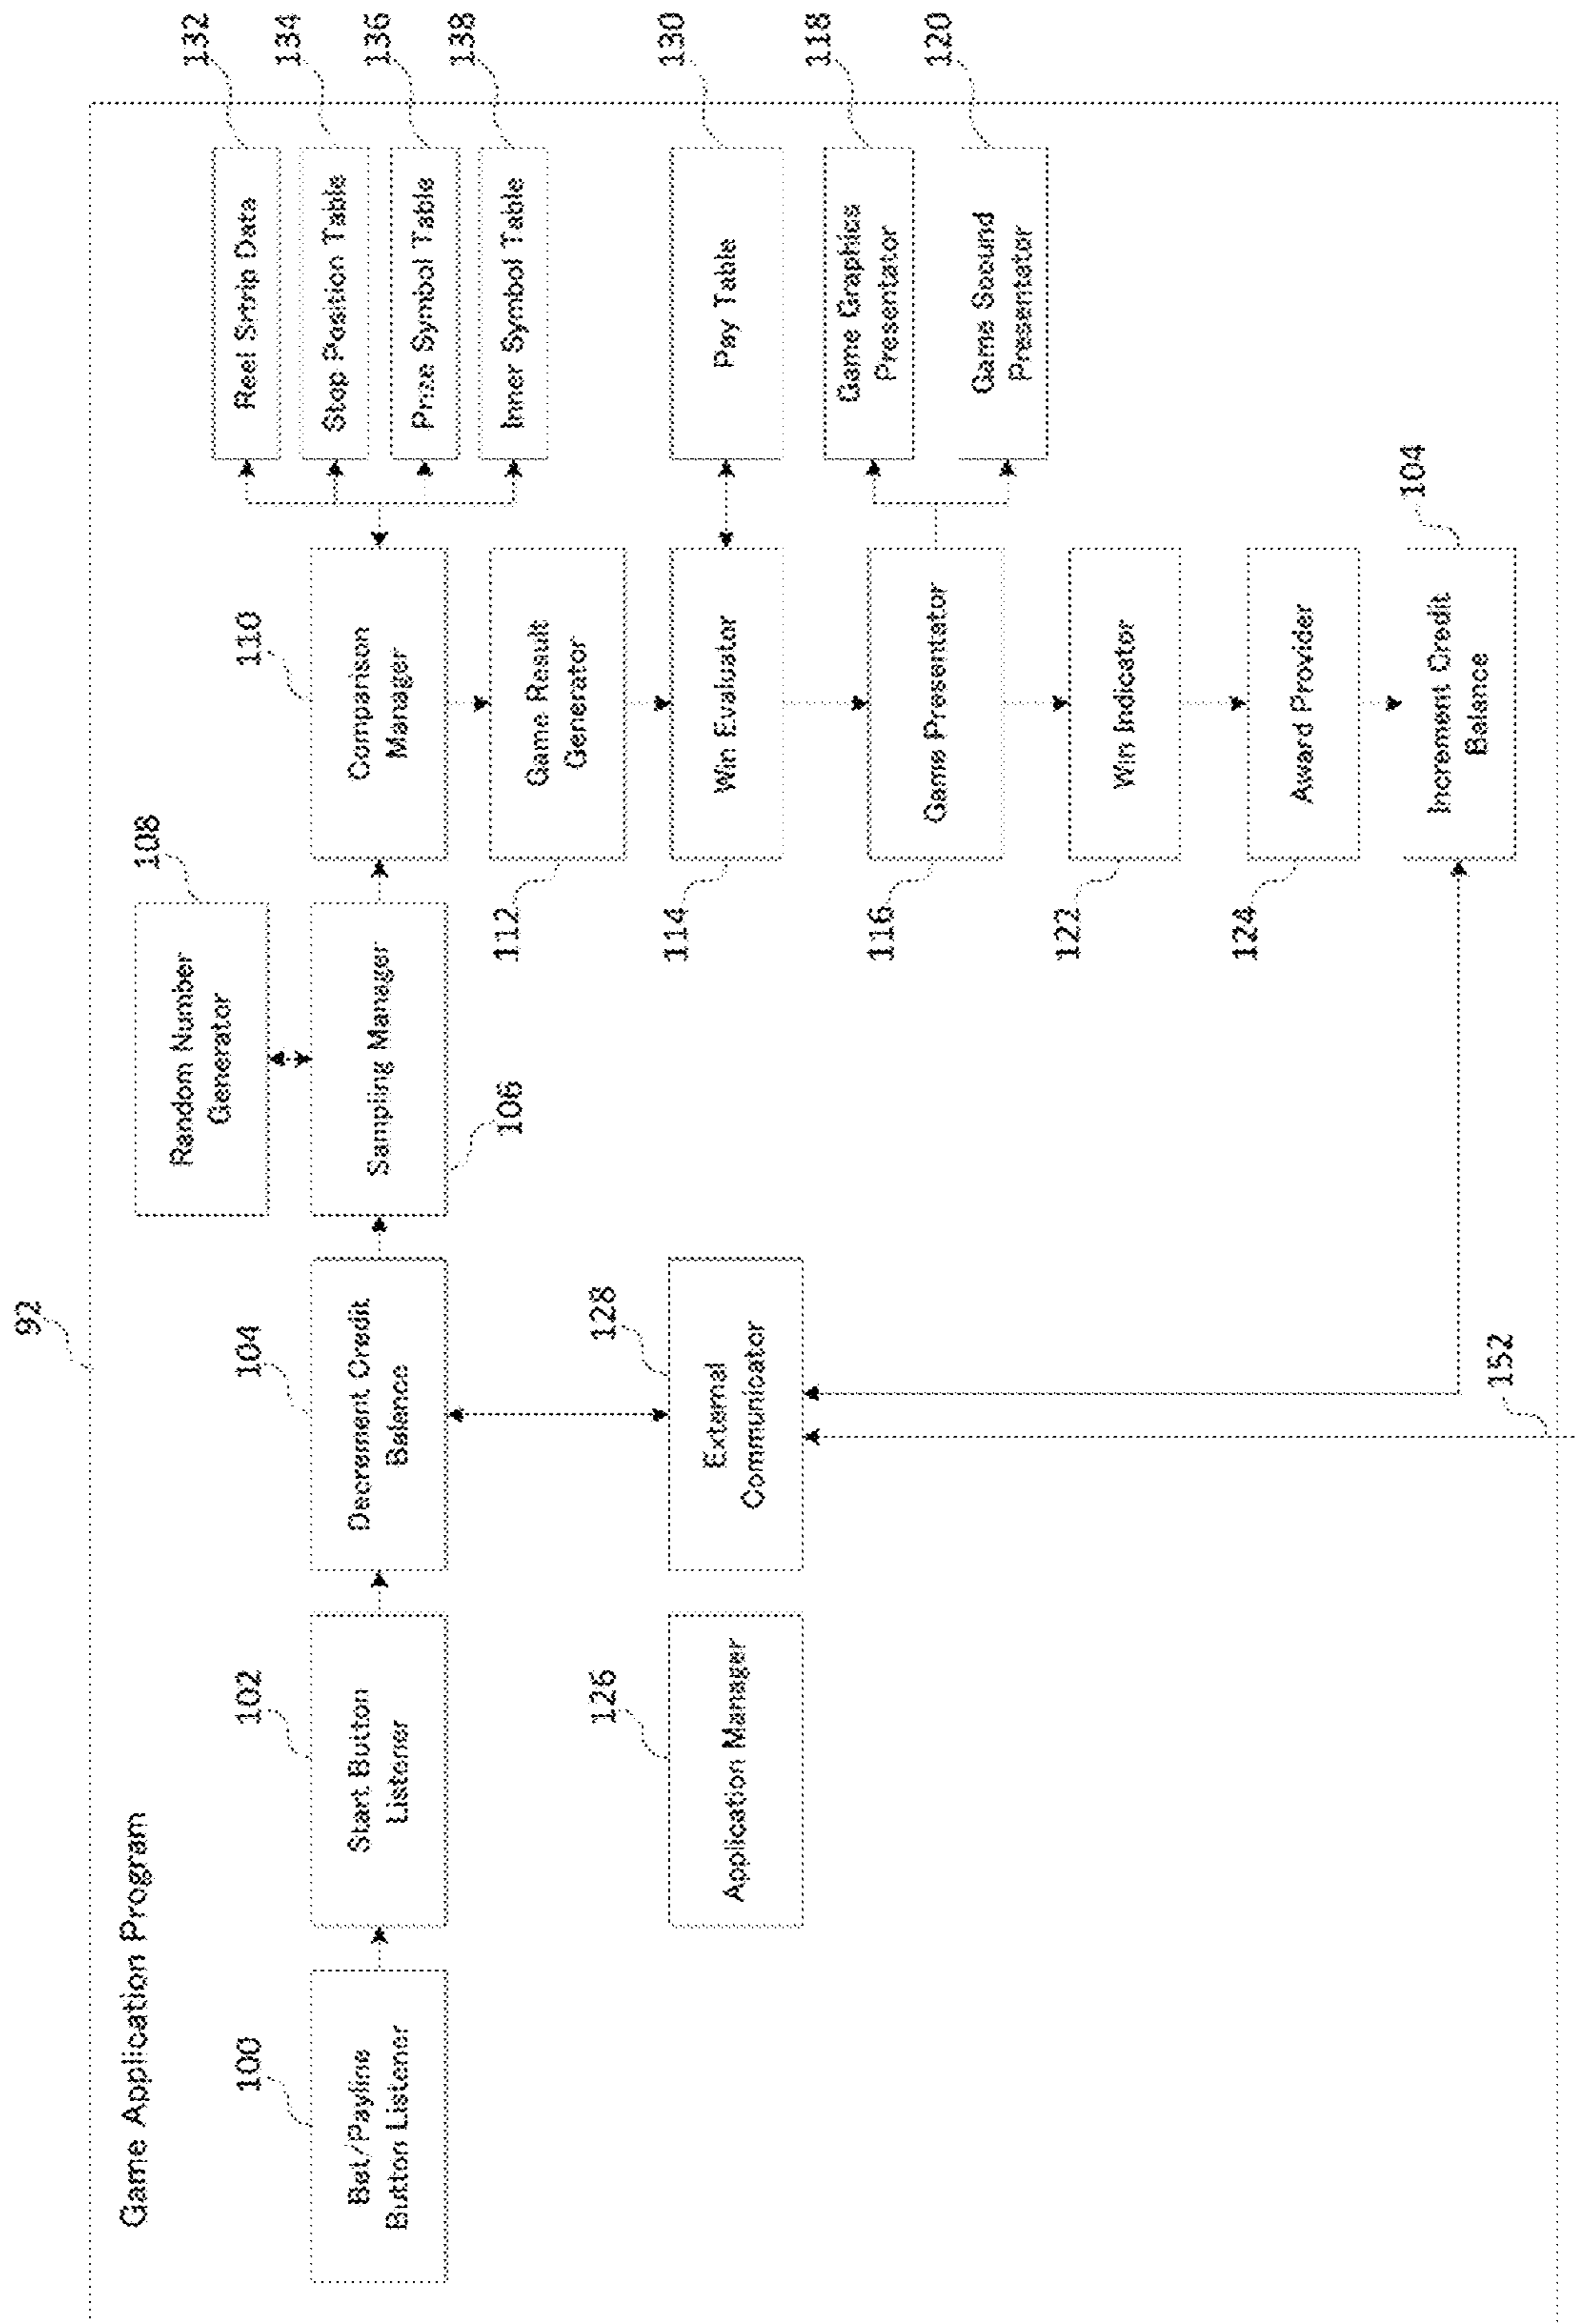 92
Game Application Program
100
Bet/Payline
Button Listener
102
Start Button
Listener
104
Decrement Credit
Balance
108
Random Number
Generator
Sampling Manager
106
110
Comparison
Manager
132
Reel Strip Data
134
Stop Position Table
136
Prize Symbol Table
138
Inner Symbol Table
112
Game Result
Generator
114
Win Evaluator
130
Pay Table
116
Game Presentator
118
Game Graphics
Presentator
120
Game Sound
Presentator
122
Win Indicator
124
Award Provider
104
Increment Credit
Balance
126
Application Manager
128
External
Communicator
152